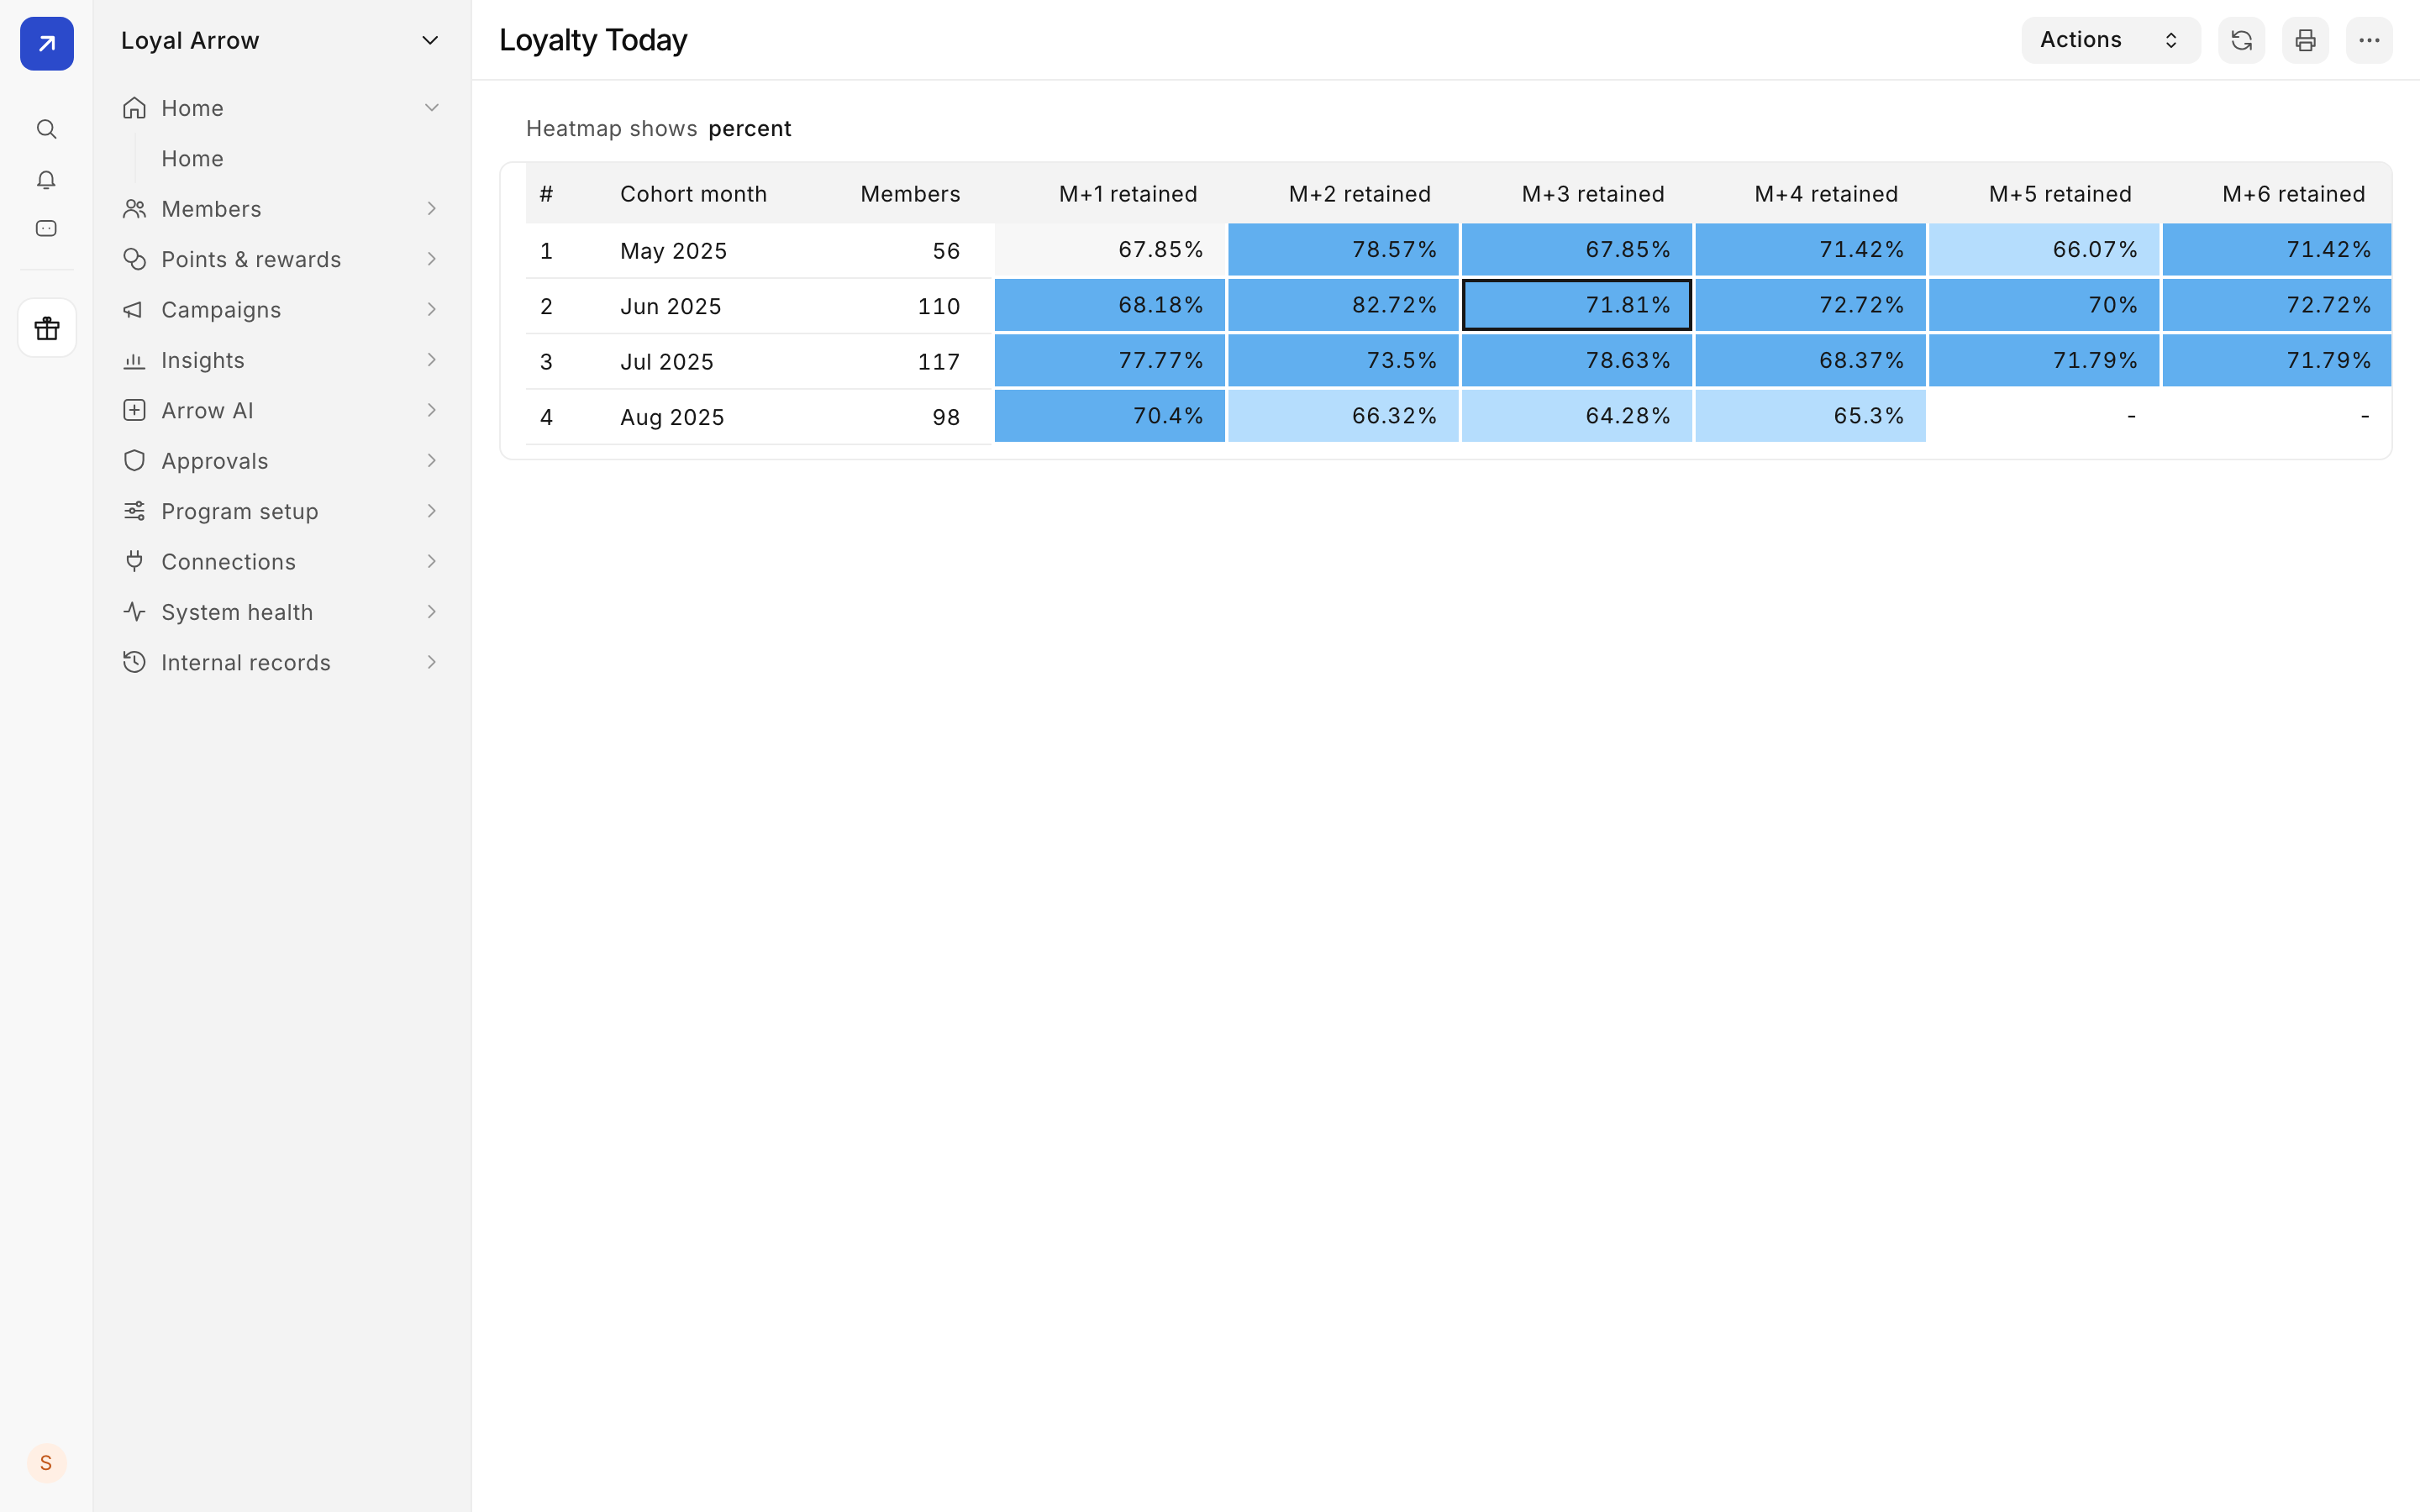 Loyal Arrow
Home
Home
Members
Points & rewards
Campaigns
Insights
Arrow AI
Approvals
Program setup
Connections
System health
Internal records
S
Loyalty Today
Actions
Heatmap shows percent
# Cohort month Members M+1 retained M+2 retained M+3 retained M+4 retained M+5 retained M+6 retained
1 May 2025 56 67.85% 78.57% 67.85% 71.42% 66.07% 71.42%
2 Jun 2025 110 68.18% 82.72% 71.81% 72.72% 70% 72.72%
3 Jul 2025 117 77.77% 73.5% 78.63% 68.37% 71.79% 71.79%
4 Aug 2025 98 70.4% 66.32% 64.28% 65.3% - -